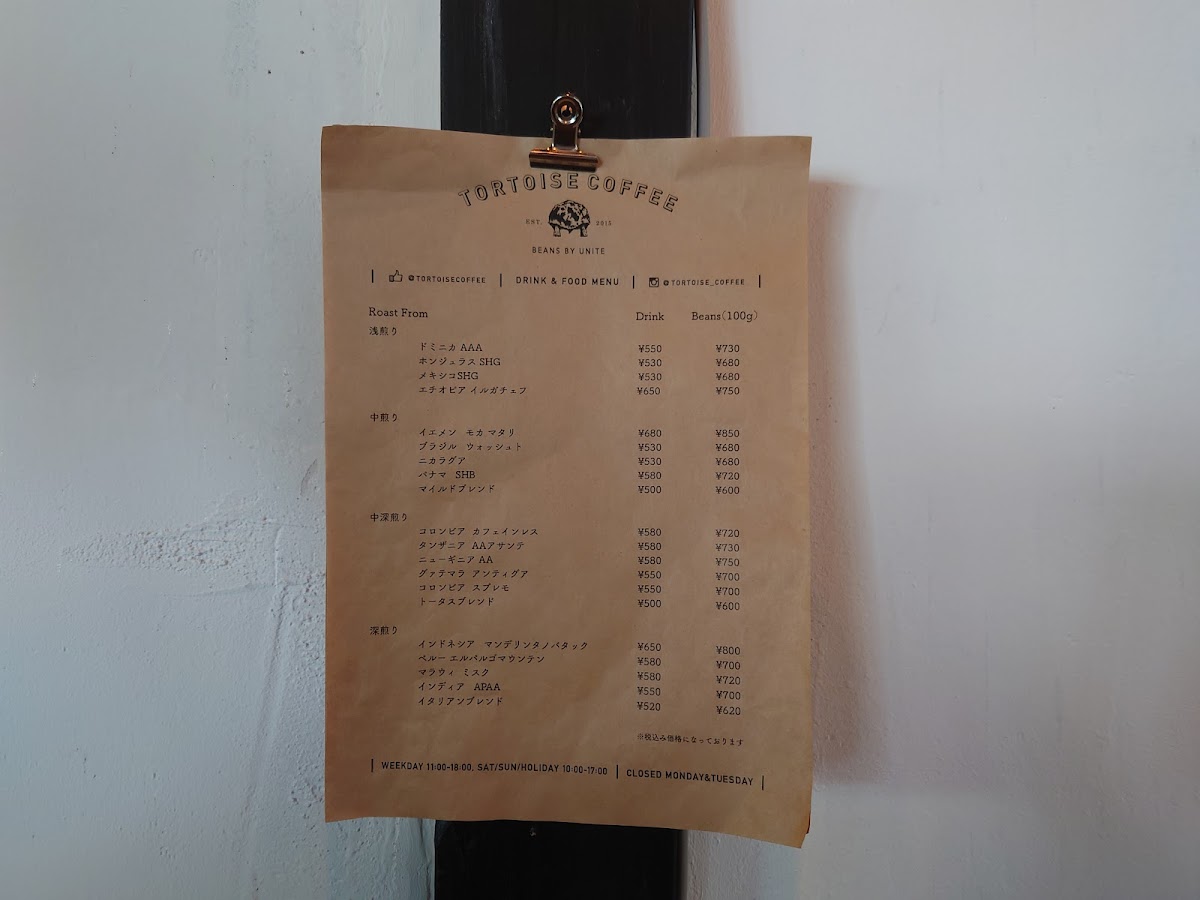 TORTOISE COFFEE
EST. 2015
BEANS BY UNITE
@TORTOISECOFFEE | DRINK & FOOD MENU | @TORTOISE_COFFEE
Roast From Drink Beans(100g)
浅煎り
ドミニカ AAA ¥550 ¥730
ホンジュラス SHG ¥530 ¥680
メキシコSHG ¥530 ¥680
エチオピア イルガチェフ ¥650 ¥750
中煎り
イエメン モカ マタリ ¥680 ¥850
ブラジル ウォッシュト ¥530 ¥680
ニカラグア ¥530 ¥680
パナマ SHB ¥580 ¥720
マイルドブレンド ¥500 ¥600
中深煎り
コロンビア カフェインレス ¥580 ¥720
タンザニア AAアサンテ ¥580 ¥730
ニューギニア AA ¥580 ¥750
グァテマラ アンティグア ¥550 ¥700
コロンビア スプレモ ¥550 ¥700
トータスブレンド ¥500 ¥600
深煎り
インドネシア マンデリンタノバタック ¥650 ¥800
ペルー エルパルゴマウンテン ¥580 ¥700
マラウィ ミスク ¥580 ¥720
インディア APAA ¥550 ¥700
イタリアンブレンド ¥520 ¥620
※税込み価格になっております
WEEKDAY 11:00-18:00, SAT/SUN/HOLIDAY 10:00-17:00 | CLOSED MONDAY&TUESDAY